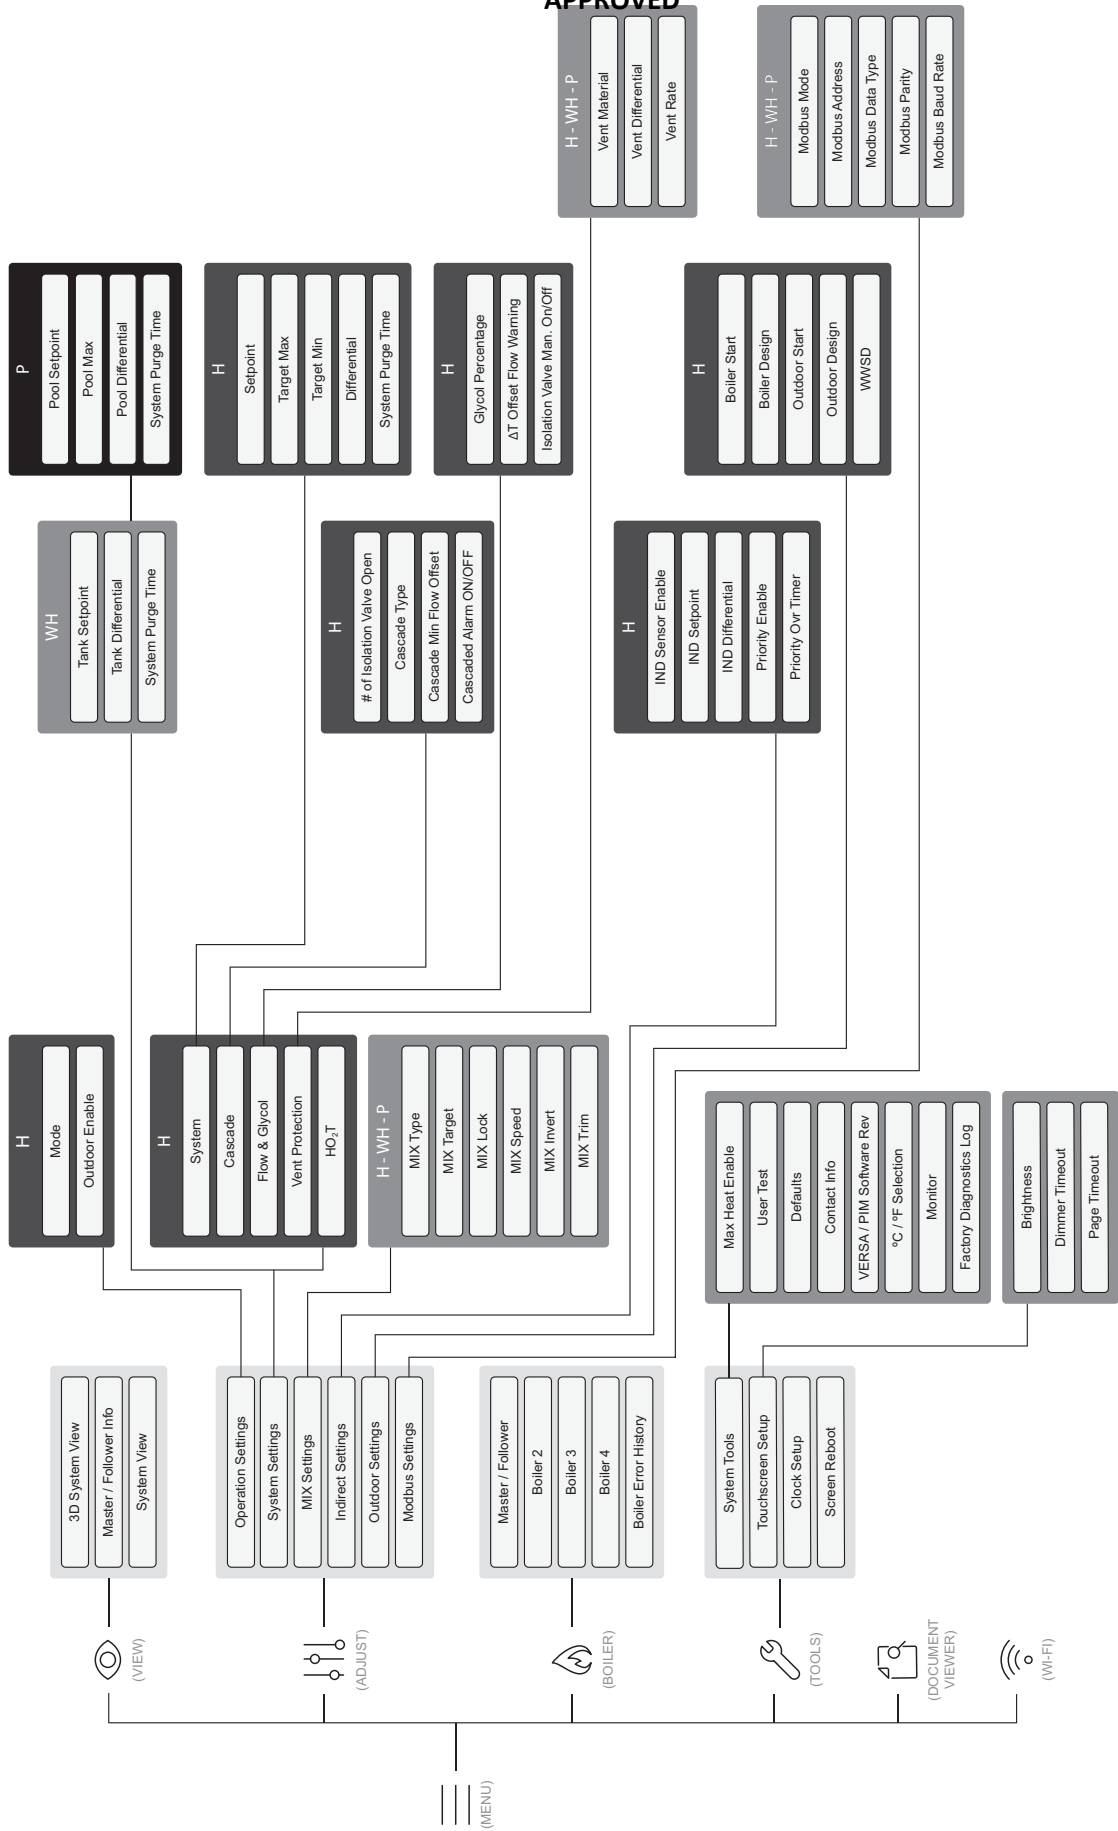 APPROVED
(MENU)
(VIEW)
3D System View
Master / Follower Info
System View
(ADJUST)
Operation Settings
System Settings
MIX Settings
Indirect Settings
Outdoor Settings
Modbus Settings
(BOILER)
Master / Follower
Boiler 2
Boiler 3
Boiler 4
Boiler Error History
(TOOLS)
System Tools
Touchscreen Setup
Clock Setup
Screen Reboot
(DOCUMENT
VIEWER)
(WI-FI)
H
Mode
Outdoor Enable
H
System
Cascade
Flow & Glycol
Vent Protection
HO₂T
H - WH - P
MIX Type
MIX Target
MIX Lock
MIX Speed
MIX Invert
MIX Trim
Max Heat Enable
User Test
Defaults
Contact Info
VERSA / PIM Software Rev
ºC / ºF Selection
Monitor
Factory Diagnostics Log
Brightness
Dimmer Timeout
Page Timeout
WH
Tank Setpoint
Tank Differential
System Purge Time
H
# of Isolation Valve Open
Cascade Type
Cascade Min Flow Offset
Cascaded Alarm ON/OFF
H
IND Sensor Enable
IND Setpoint
IND Differential
Priority Enable
Priority Ovr Timer
P
Pool Setpoint
Pool Max
Pool Differential
System Purge Time
H
Setpoint
Target Max
Target Min
Differential
System Purge Time
H
Glycol Percentage
ΔT Offset Flow Warning
Isolation Valve Man. On/Off
H
Boiler Start
Boiler Design
Outdoor Start
Outdoor Design
WWSD
H - WH - P
Vent Material
Vent Differential
Vent Rate
H - WH - P
Modbus Mode
Modbus Address
Modbus Data Type
Modbus Parity
Modbus Baud Rate